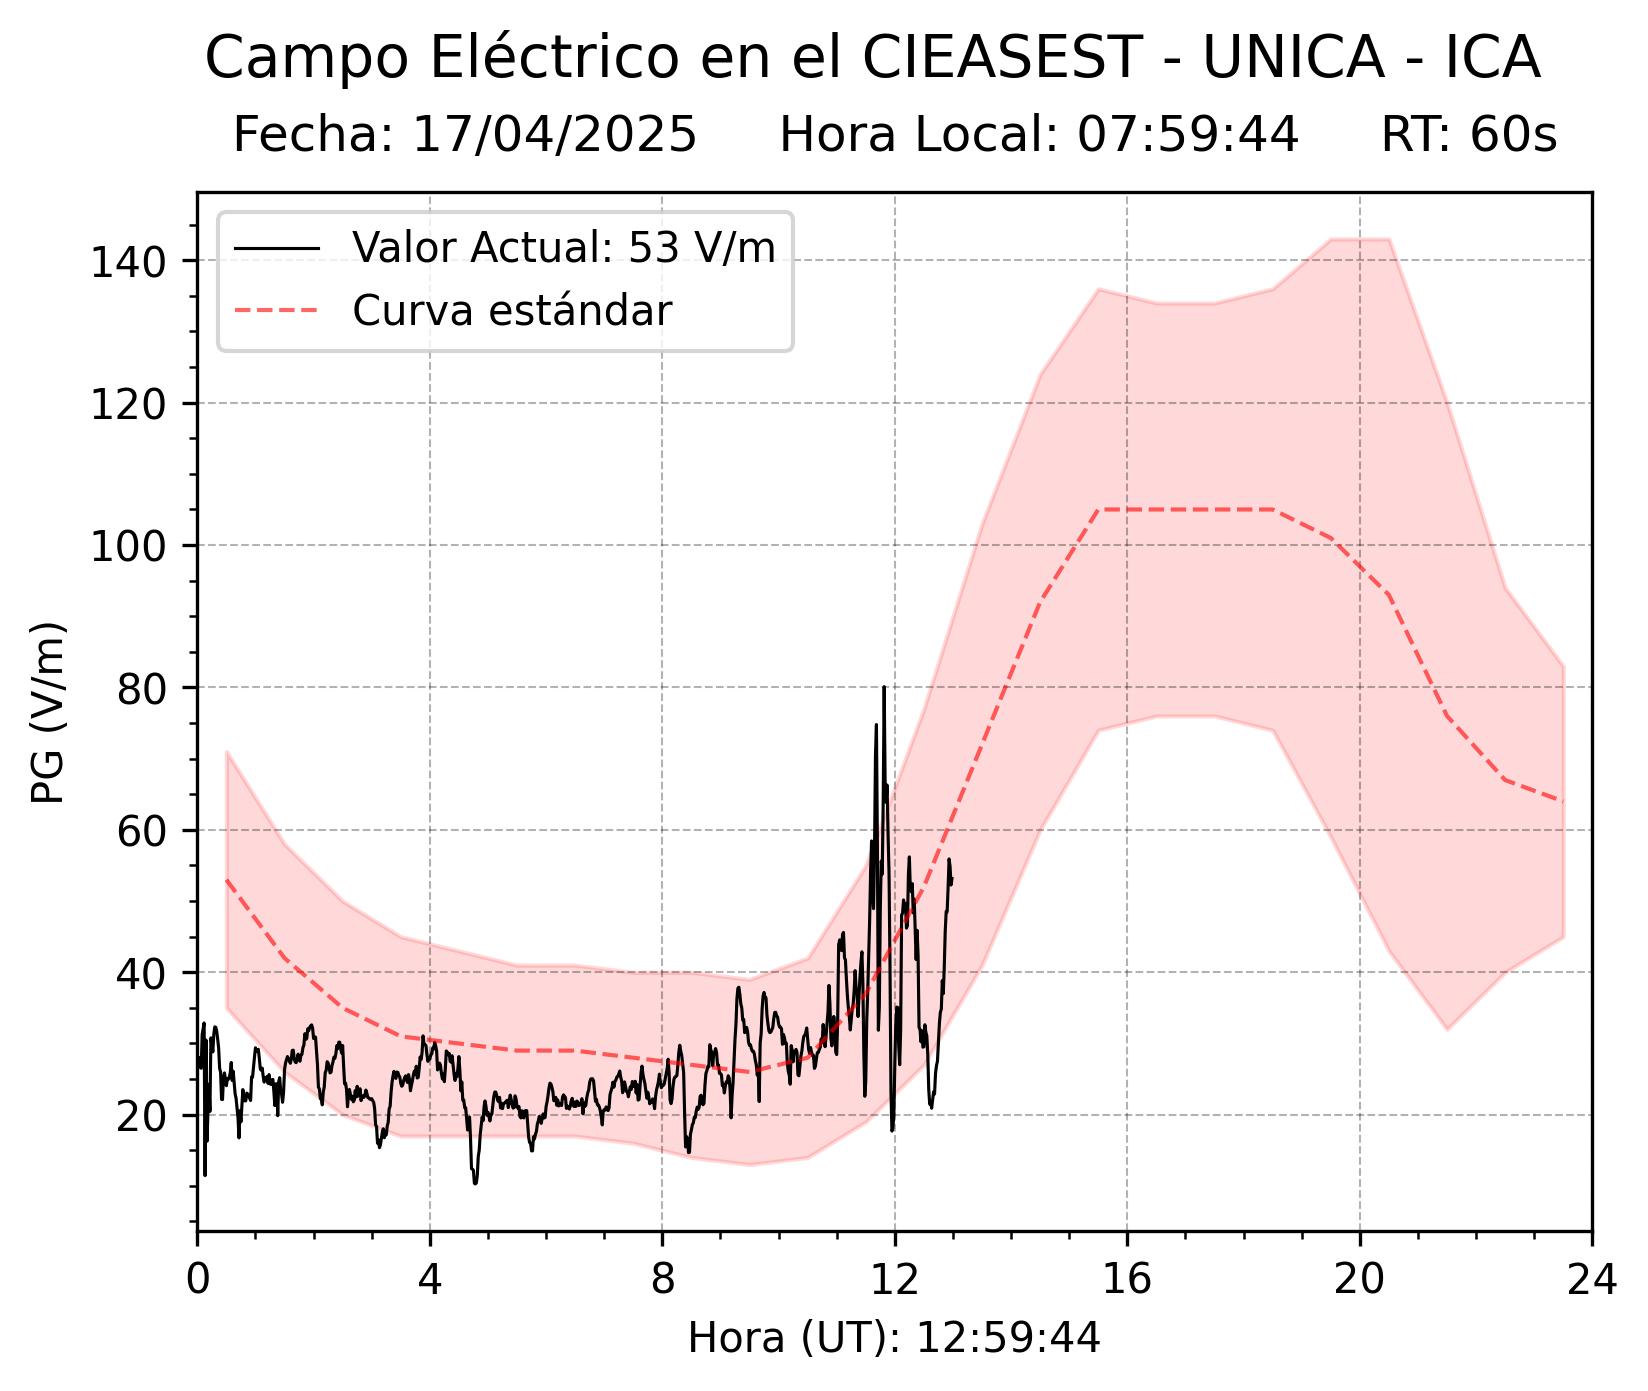 Campo Eléctrico en el CIEASEST - UNICA - ICA
Fecha: 17/04/2025 Hora Local: 07:59:44 RT: 60s
Valor Actual: 53 V/m
Curva estándar
PG (V/m)
140
120
100
80
60
40
20
0 4 8 12 16 20 24
Hora (UT): 12:59:44